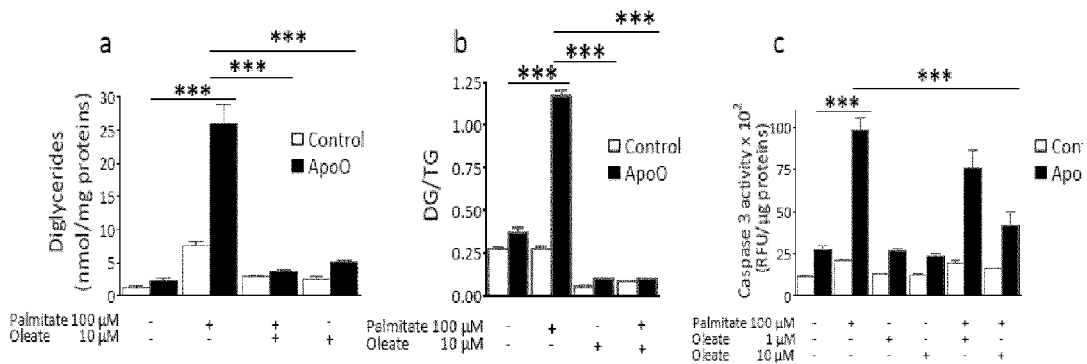 a
***
***
***
Diglycerides
(nmol/mg proteins)
30
25
20
15
10
5
0
Control
ApoO
Palmitate 100 µM - + + -
Oleate 10 µM - + +
b
***
***
***
DG/TG
1.25
1.00
0.75
0.50
0.25
0.00
Control
ApoO
Palmitate 100 µM - + - +
Oleate 10 µM - - + +
c
***
***
Caspase 3 activity x 10²
(RFU/µg proteins)
100
75
50
25
0
Cont
Apo
Palmitate 100 µM - + - - + +
Oleate 1 µM - - + - + -
Oleate 10 µM - - - + - +